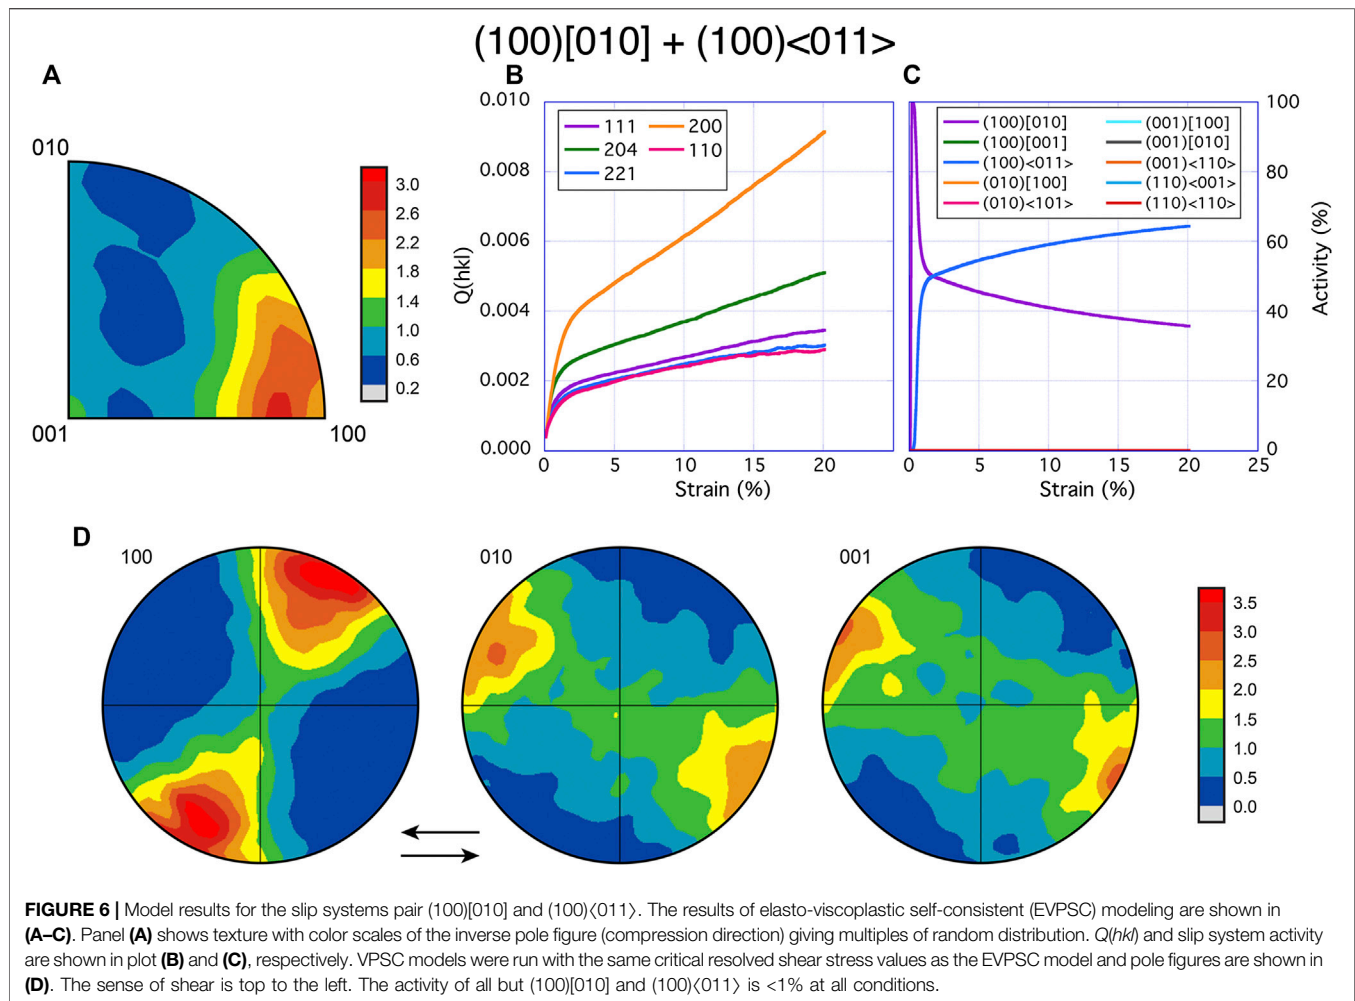 (100)[010] + (100)<011>
A
010
001
100
3.0
2.6
2.2
1.8
1.4
1.0
0.6
0.2
B
0.010
0.008
0.006
0.004
0.002
0.000
Q(hkl)
111 200
204 110
221
0 5 10 15 20
Strain (%)
C
(100)[010] (001)[100]
(100)[001] (001)[010]
(100)<011> (001)<110>
(010)[100] (110)<001>
(010)<101> (110)<110>
100
80
60
40
20
0
Activity (%)
0 5 10 15 20 25
Strain (%)
D
100
010
001
3.5
3.0
2.5
2.0
1.5
1.0
0.5
0.0
FIGURE 6 | Model results for the slip systems pair (100)[010] and (100)⟨011⟩. The results of elasto-viscoplastic self-consistent (EVPSC) modeling are shown in
(A–C). Panel (A) shows texture with color scales of the inverse pole figure (compression direction) giving multiples of random distribution. Q(hkl) and slip system activity
are shown in plot (B) and (C), respectively. VPSC models were run with the same critical resolved shear stress values as the EVPSC model and pole figures are shown in
(D). The sense of shear is top to the left. The activity of all but (100)[010] and (100)⟨011⟩ is <1% at all conditions.